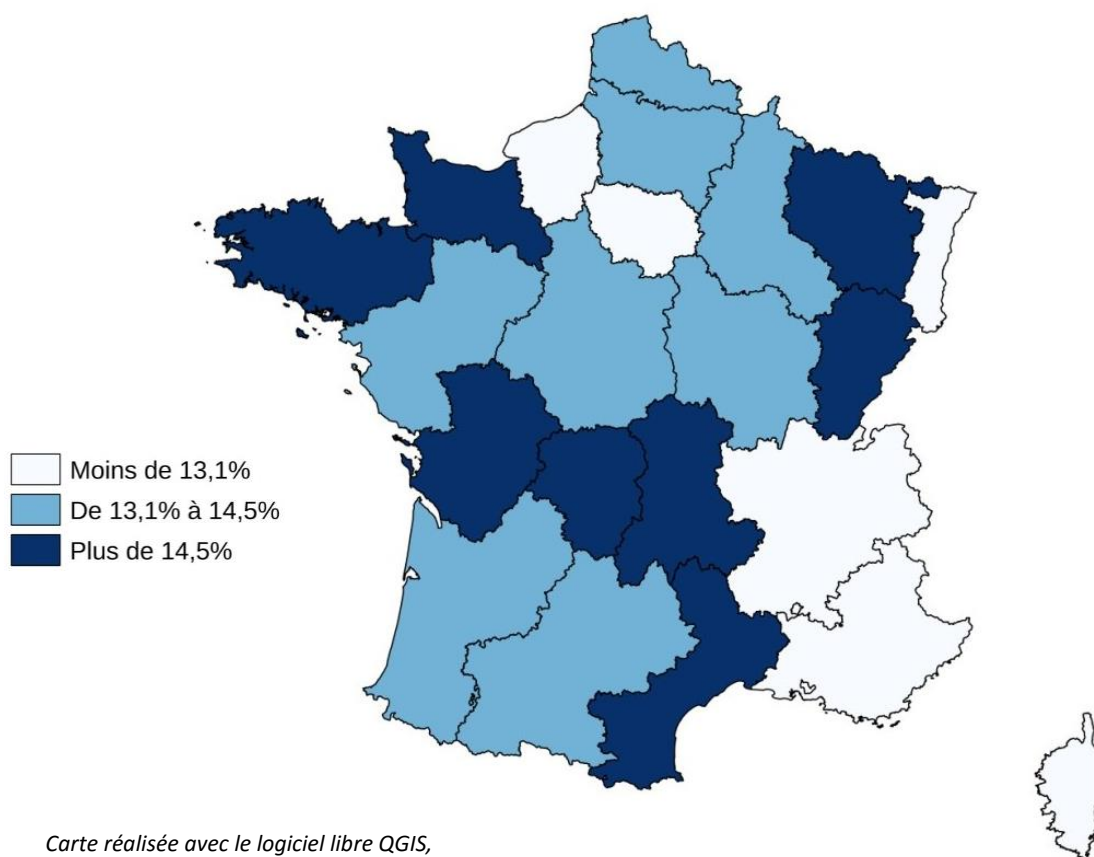 Moins de 13,1%
De 13,1% à 14,5%
Plus de 14,5%
Carte réalisée avec le logiciel libre QGIS,